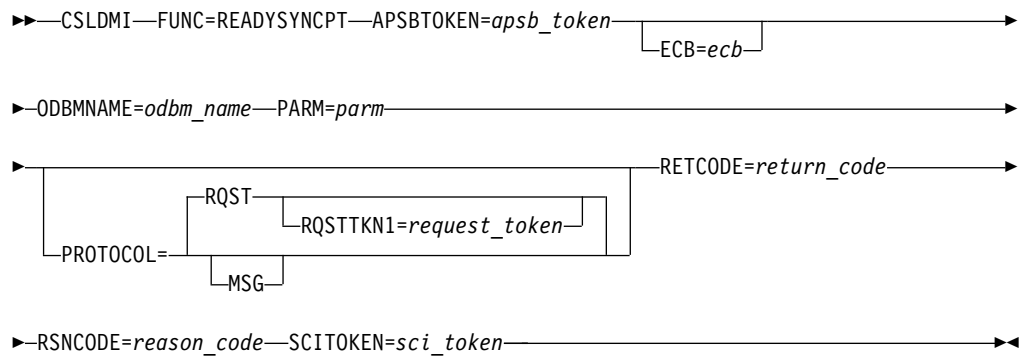 CSLDMI FUNC=READYSYNCPT APSBTOKEN=apsb_token
ECB=ecb
ODBMNAME=odbm_name PARM=parm
RETCODE=return_code
RQST
RQSTTKN1=request_token
PROTOCOL=
MSG
RSNCODE=reason_code SCITOKEN=sci_token